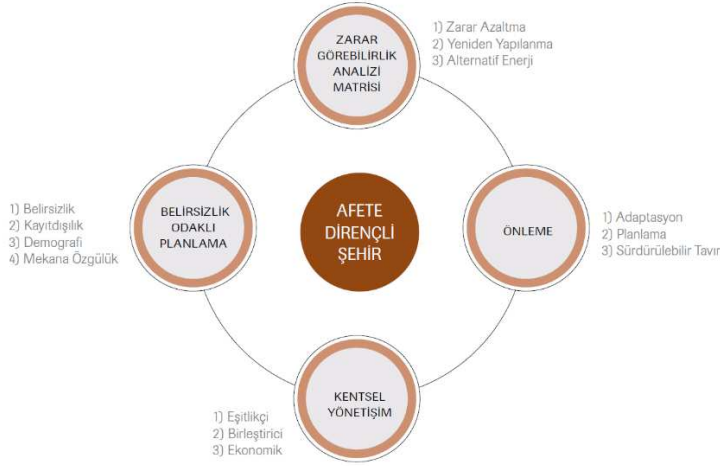 ZARAR
GÖREBİLİRLİK
ANALİZİ
MATRİSİ
1) Zarar Azaltma
2) Yeniden Yapılanma
3) Alternatif Enerji
1) Belirsizlik
2) Kayıtdışılık
3) Demografi
4) Mekana Özgülük
BELİRSİZLİK
ODAKLI
PLANLAMA
AFETE
DİRENÇLİ
ŞEHİR
ÖNLEME
1) Adaptasyon
2) Planlama
3) Sürdürülebilir Tavır
KENTSEL
YÖNETİŞİM
1) Eşitlikçi
2) Birleştirici
3) Ekonomik